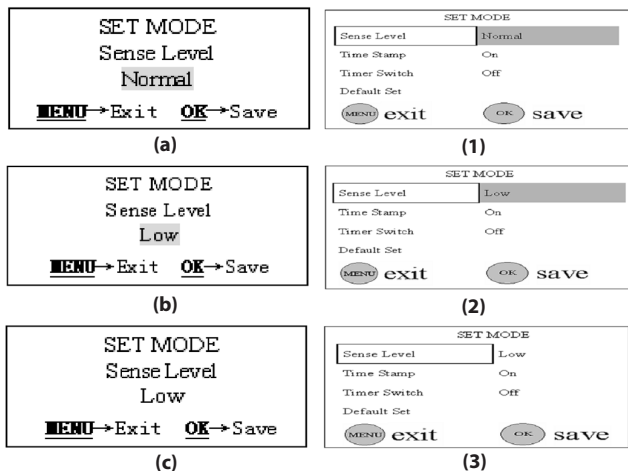 SET MODE
Sense Level
Normal
MENU→Exit OK→Save
(a)
SET MODE
Sense Level Normal
Time Stamp On
Timer Switch Off
Default Set
MENU exit OK save
(1)
SET MODE
Sense Level
Low
MENU→Exit OK→Save
(b)
SET MODE
Sense Level Low
Time Stamp On
Timer Switch Off
Default Set
MENU exit OK save
(2)
SET MODE
Sense Level
Low
MENU→Exit OK→Save
(c)
SET MODE
Sense Level Low
Time Stamp On
Timer Switch Off
Default Set
MENU exit OK save
(3)